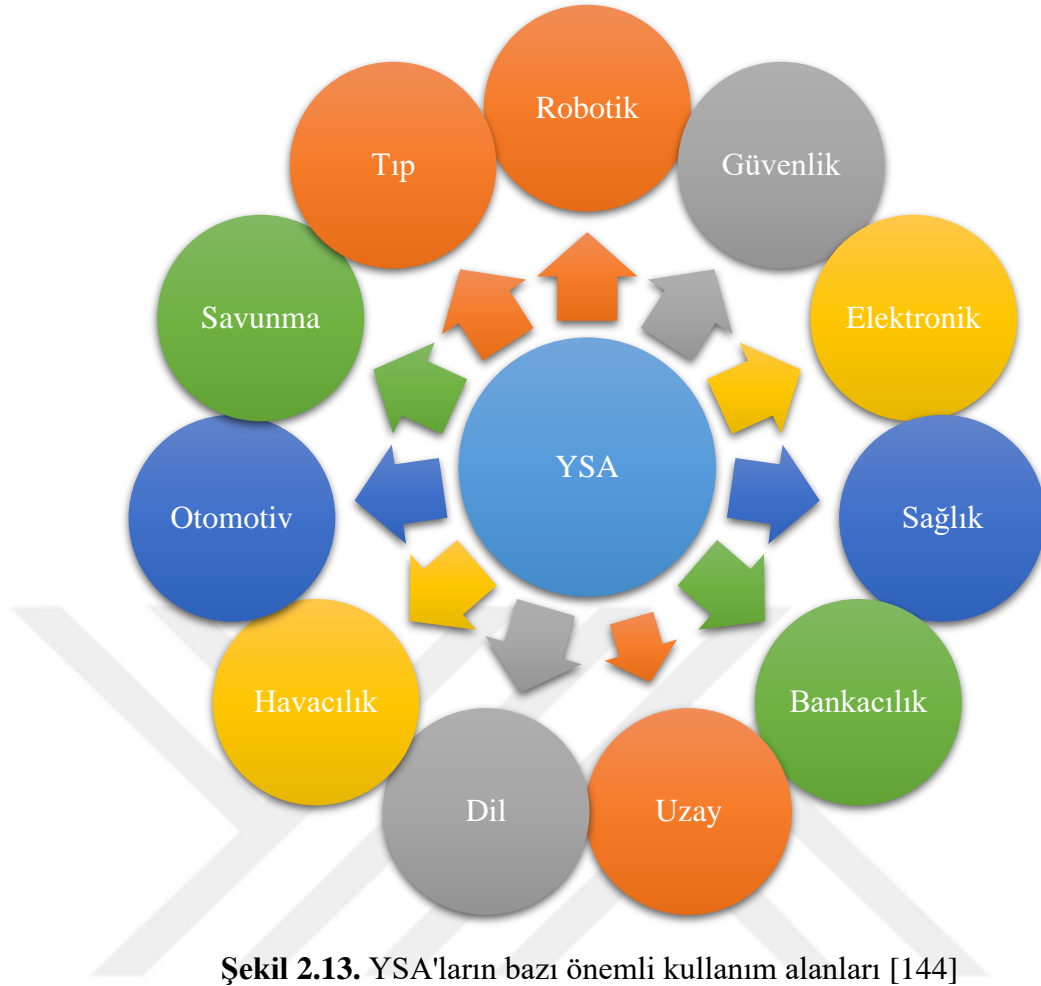 Robotik
Güvenlik
Elektronik
Sağlık
Bankacılık
Uzay
Dil
Havacılık
Otomotiv
Savunma
Tıp
YSA
Şekil 2.13. YSA'ların bazı önemli kullanım alanları [144]